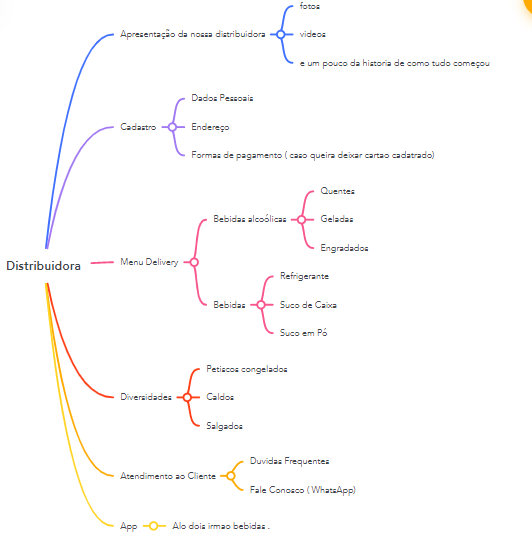 fotos
Apresentação da nossa distribuidora
videos
e um pouco da historia de como tudo começou
Dados Pessoais
Cadastro
Endereço
Formas de pagamento ( caso queira deixar cartao cadatrado)
Quentes
Bebidas alcoólicas
Geladas
Engradados
Distribuidora
Menu Delivery
Refrigerante
Bebidas
Suco de Caixa
Suco em Pó
Petiscos congelados
Diversidades
Caldos
Salgados
Duvidas Frequentes
Atendimento ao Cliente
Fale Conosco ( WhatsApp)
App
Alo dois irmao bebidas .